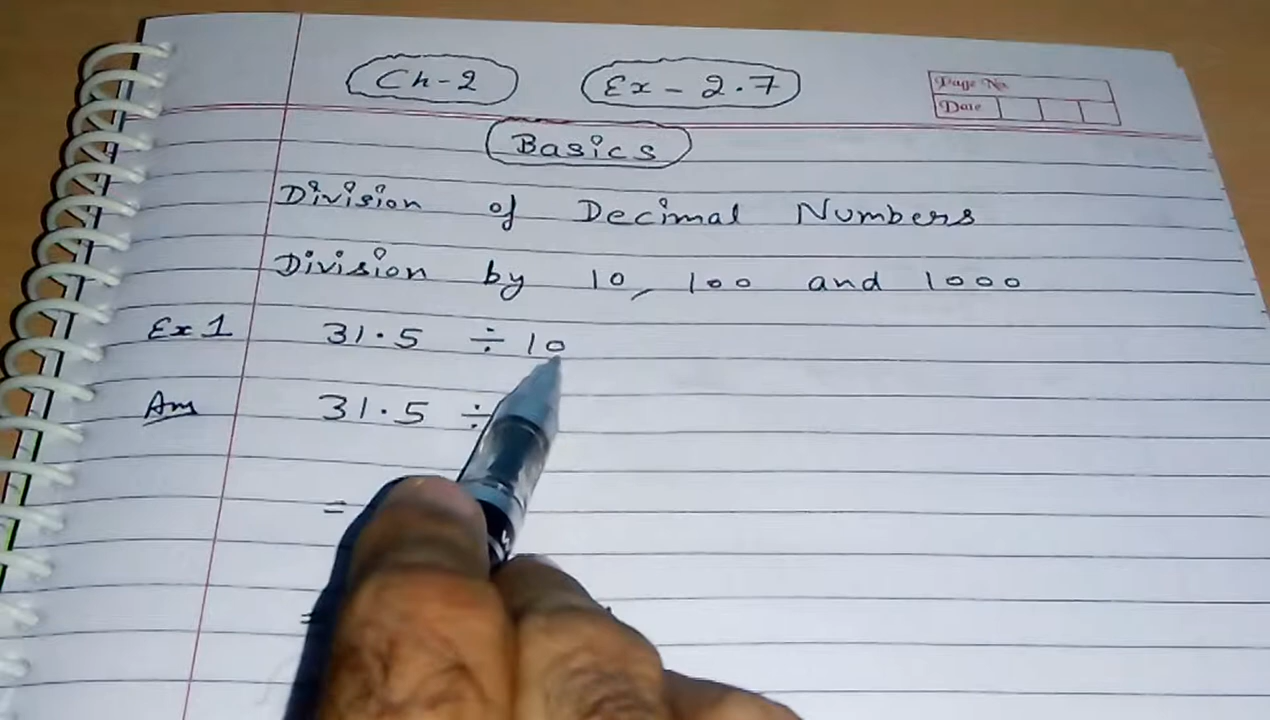 Ch-2 Ex - 2.7
Page No.
Date
Basics
Division of Decimal Numbers
Division by 10, 100 and 1000
Ex 1 31.5 ÷ 10
Ans 31.5 ÷
=
=